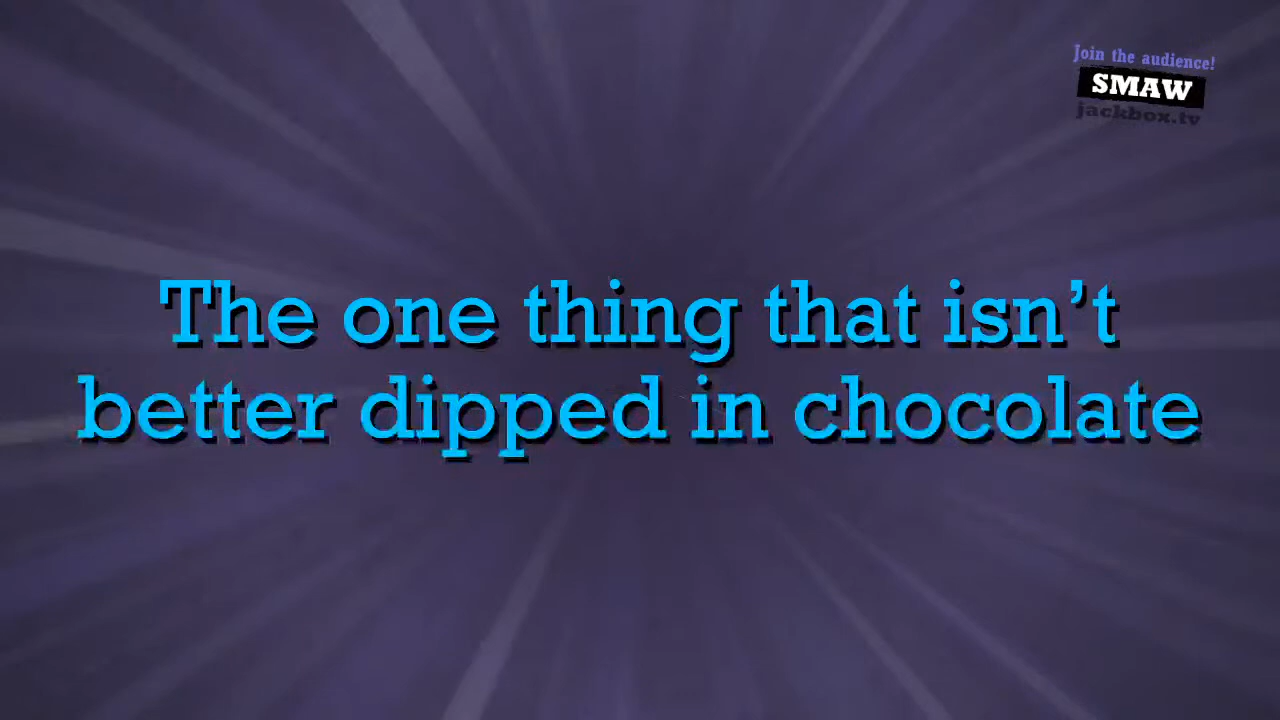 Join the audience!
SMAW
jackbox.tv
The one thing that isn’t
better dipped in chocolate